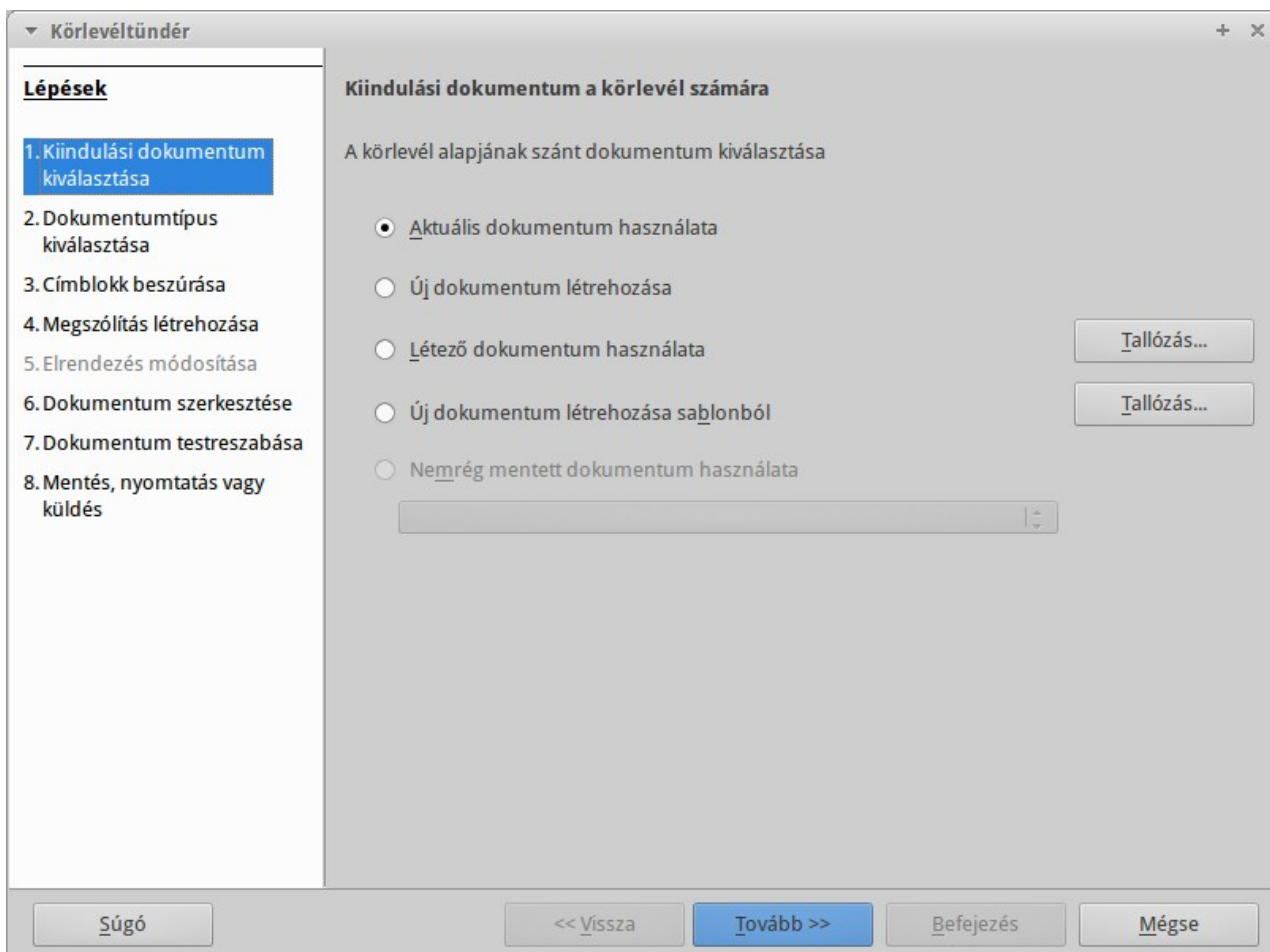 Körlevéltündér
Lépések
1. Kiindulási dokumentum
kiválasztása
2. Dokumentumtípus
kiválasztása
3. Címblokk beszúrása
4. Megszólítás létrehozása
5. Elrendezés módosítása
6. Dokumentum szerkesztése
7. Dokumentum testreszabása
8. Mentés, nyomtatás vagy
küldés
Kiindulási dokumentum a körlevél számára
A körlevél alapjának szánt dokumentum kiválasztása
Aktuális dokumentum használata
Új dokumentum létrehozása
Létező dokumentum használata
Tallózás...
Új dokumentum létrehozása sablonból
Tallózás...
Nemrég mentett dokumentum használata
Súgó
<< Vissza
Tovább >>
Befejezés
Mégse